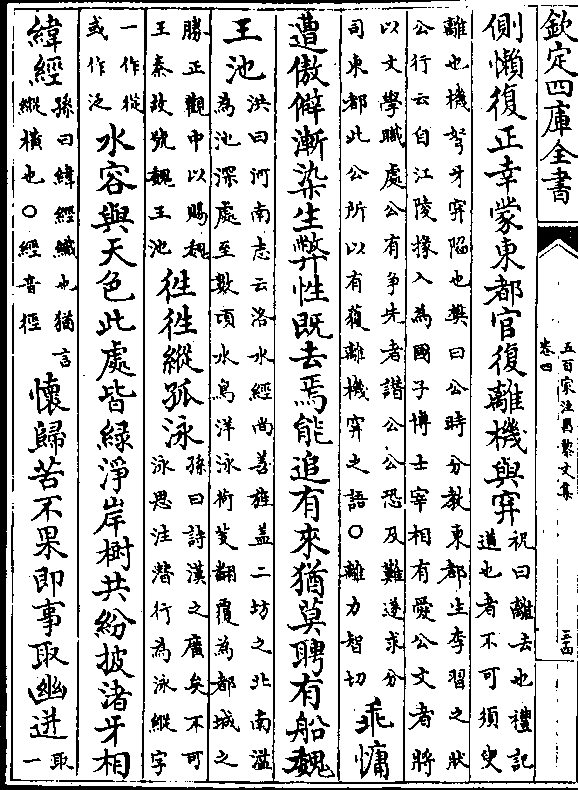 欽定四庫全書
五百家注昌黎文集
卷四
側懶復正幸蒙東都官復離機與穽
祝曰離去也禮記
道也者不可須臾
離也機弩牙穽陷也樊曰公時分教東都生李習之狀
公行云自江陵掾入為國子博士宰相有愛公文者將
以文學職處公有争先者譖公公恐及難遂求分
司東都此公所以有獲離機穽之語〇離力智切
乖慵
遭傲僻漸染生弊性既去焉能追有來猶莫聘有船魏
王池
洪曰河南志云洛水經尚善旌盖二坊之北南溢
為池深處至數頃水鳥洋泳荷芰翻覆為都城之
勝正觀中以賜魏
王泰故號魏王池
往往縱孤泳
孫曰詩漢之廣矣不可
泳思注潛行為泳縱字
一作從
或作泛
水容與天色此處皆緑淨岸樹共紛披渚牙相
緯經
孫曰緯經織也猶言
縱橫也〇經音徑
懷歸苦不果即事取幽迸
取
一